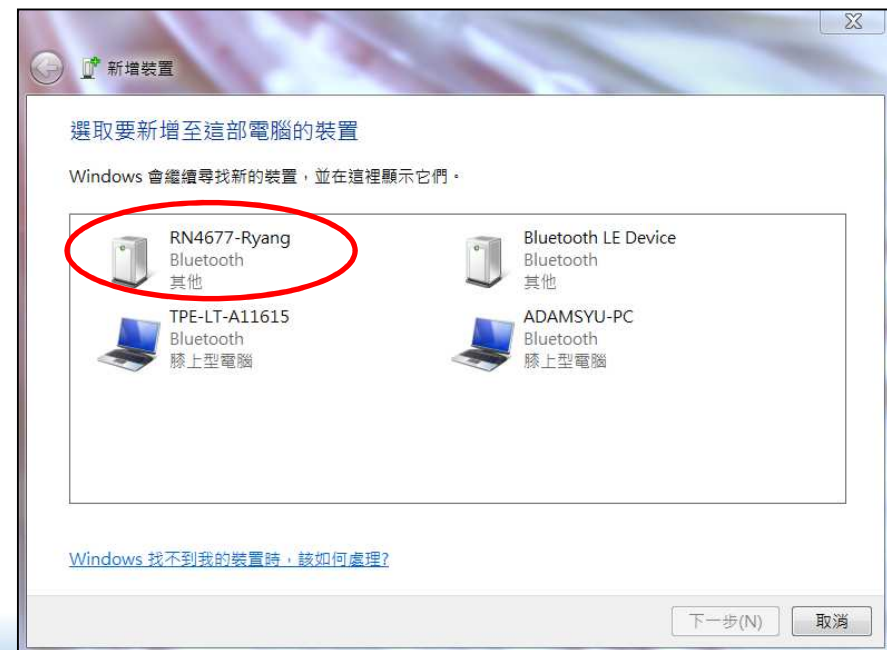 新增裝置
選取要新增至這部電腦的裝置
Windows 會繼續尋找新的裝置，並在這裡顯示它們。
RN4677-Ryang
Bluetooth
其他
Bluetooth LE Device
Bluetooth
其他
TPE-LT-A11615
Bluetooth
膝上型電腦
ADAMSYU-PC
Bluetooth
膝上型電腦
Windows 找不到我的裝置時，該如何處理?
下一步(N)
取消